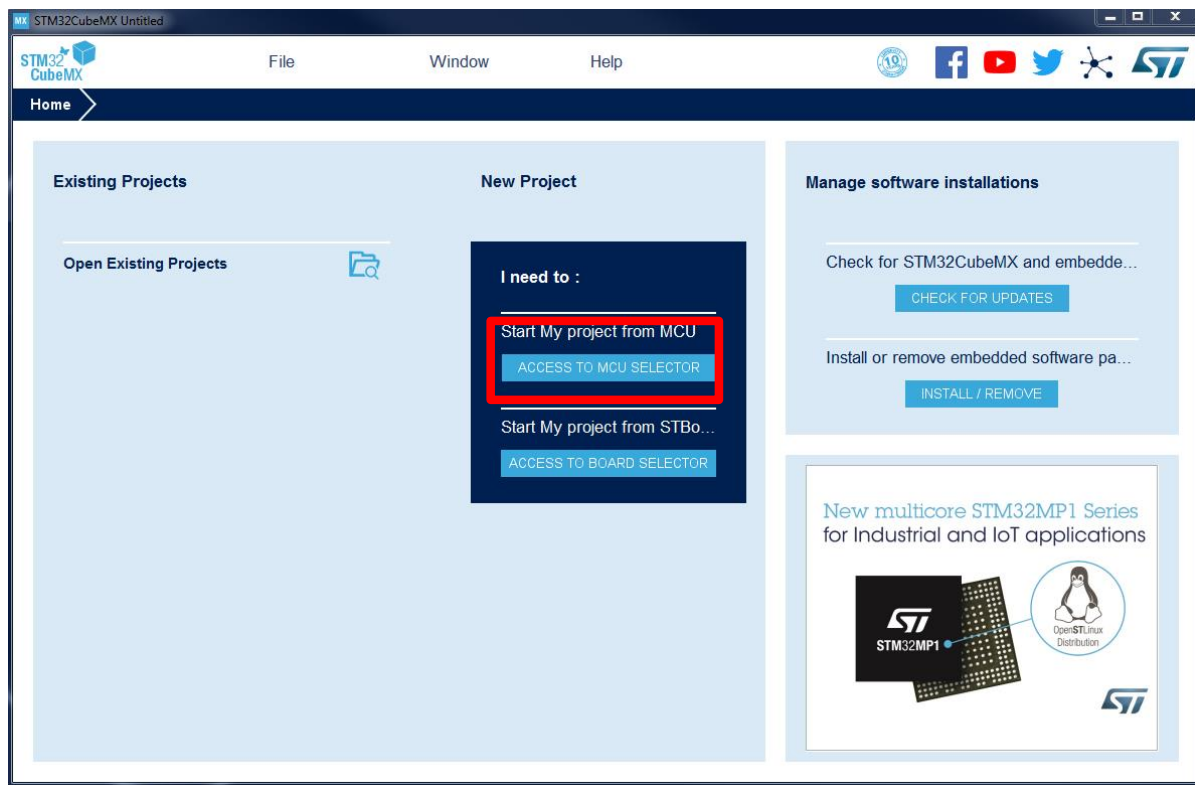 MX STM32CubeMX Untitled
STM32
CubeMX
File
Window
Help
10
Home
Existing Projects
New Project
Manage software installations
Open Existing Projects
I need to :
Start My project from MCU
ACCESS TO MCU SELECTOR
Start My project from STBo...
ACCESS TO BOARD SELECTOR
Check for STM32CubeMX and embedde...
CHECK FOR UPDATES
Install or remove embedded software pa...
INSTALL / REMOVE
New multicore STM32MP1 Series
for Industrial and IoT applications
STM32MP1
OpenSTLinux
Distribution